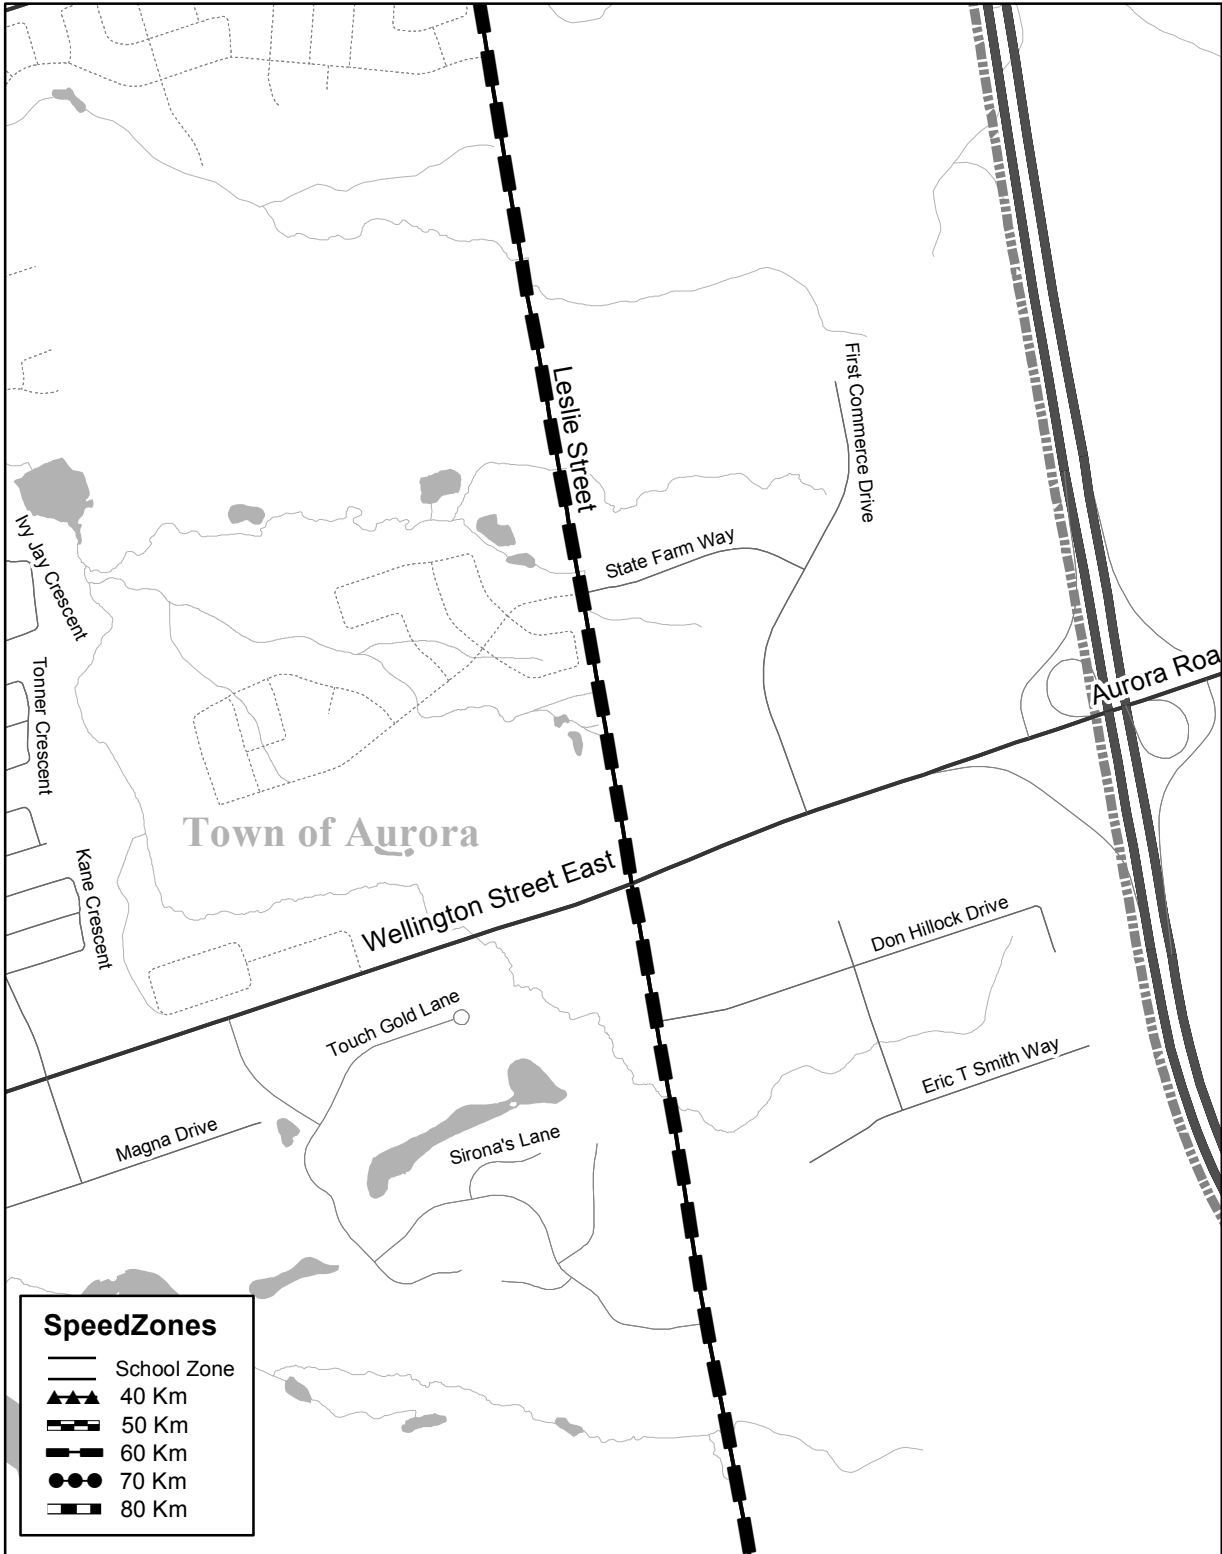 Leslie Street
First Commerce Drive
State Farm Way
Ivy Jay Crescent
Tonner Crescent
Aurora Roa
Town of Aurora
Kane Crescent
Wellington Street East
Don Hillock Drive
Touch Gold Lane
Eric T Smith Way
Magna Drive
Sirona's Lane
SpeedZones
School Zone
40 Km
50 Km
60 Km
70 Km
80 Km